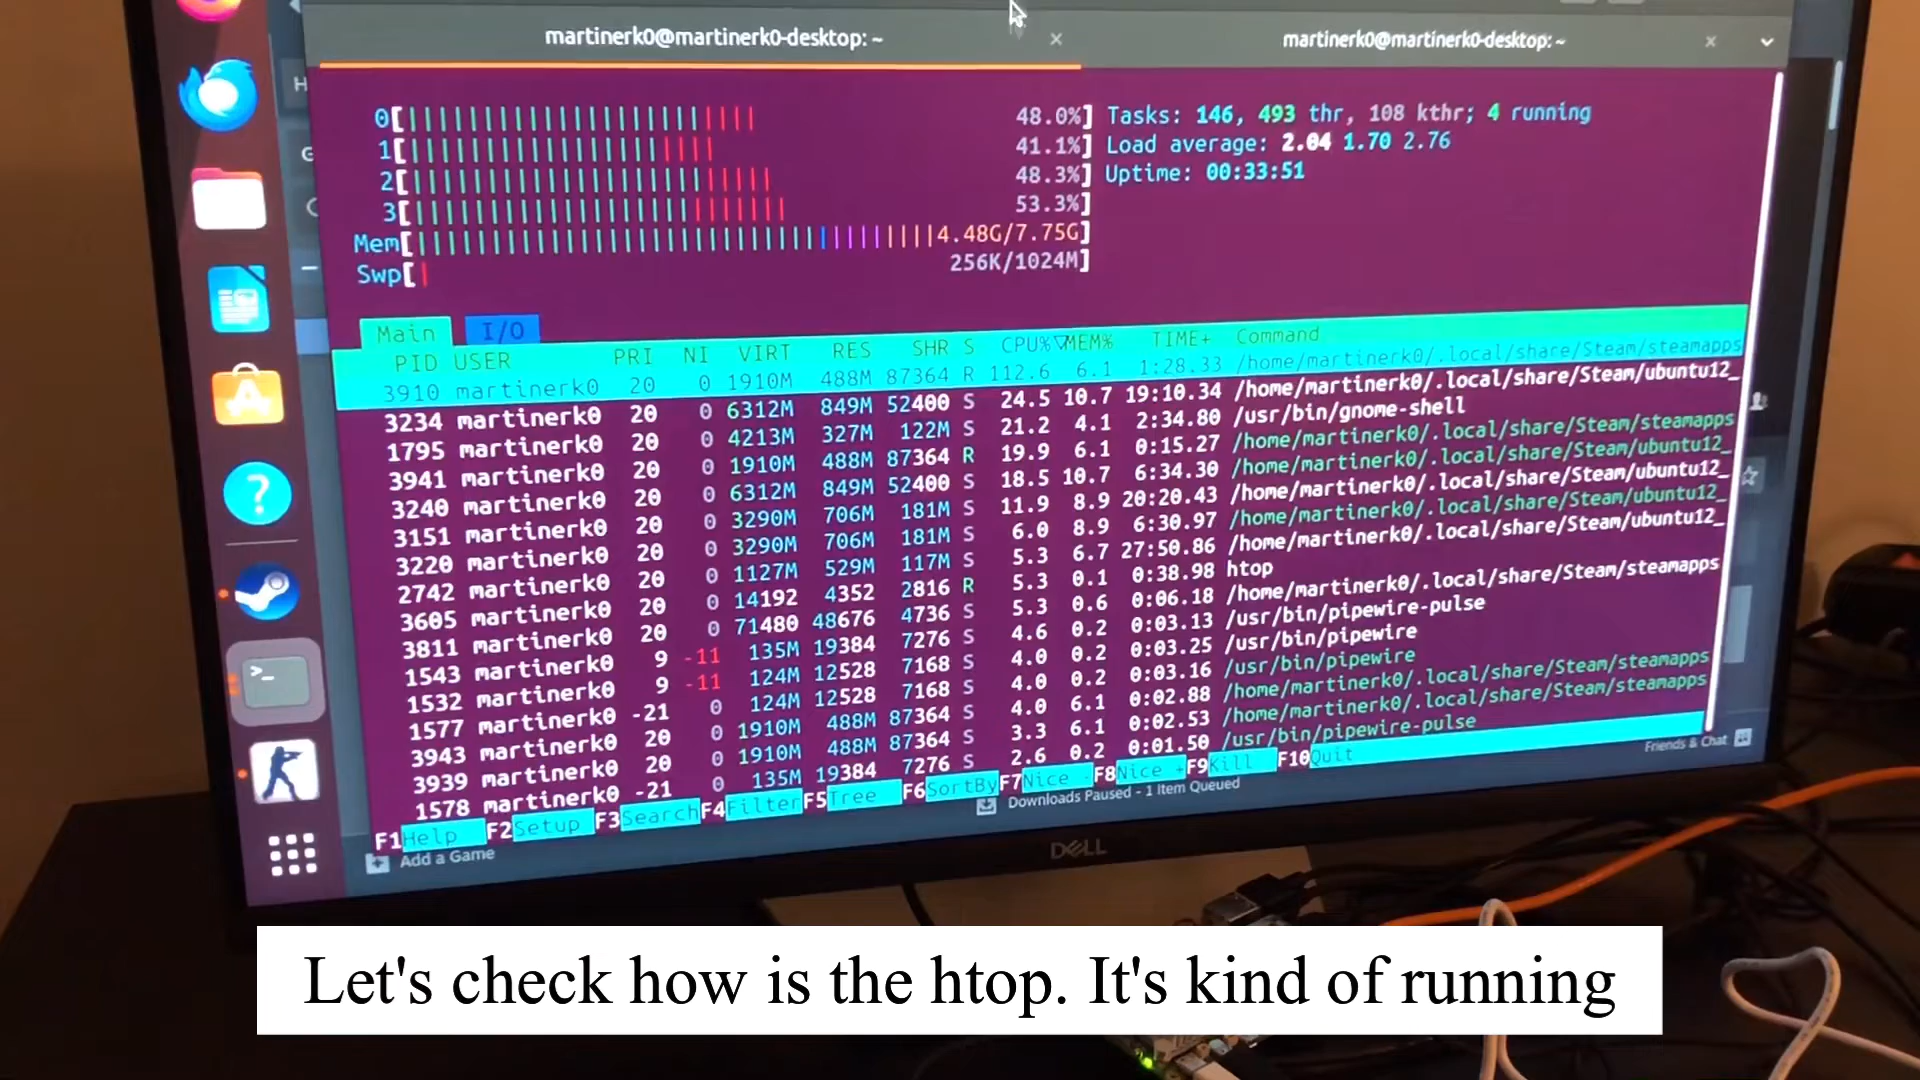 martinerk0@martinerk0-desktop: ~ × martinerk0@martinerk0-desktop: ~ ×
0[ 48.0%] Tasks: 146, 493 thr, 108 kthr; 4 running
1[ 41.1%] Load average: 2.04 1.70 2.76
2[ 48.3%] Uptime: 00:33:51
3[ 53.3%]
Mem[ 4.48G/7.75G]
Swp[ 256K/1024M]
Main I/O
PID USER PRI NI VIRT RES SHR S CPU%▽MEM% TIME+ Command
3910 martinerk0 20 0 1910M 488M 87364 R 112.6 6.1 1:28.33 /home/martinerk0/.local/share/Steam/steamapps
3234 martinerk0 20 0 6312M 849M 52400 S 24.5 10.7 19:10.34 /home/martinerk0/.local/share/Steam/ubuntu12_
1795 martinerk0 20 0 4213M 327M 122M S 21.2 4.1 2:34.80 /usr/bin/gnome-shell
3941 martinerk0 20 0 1910M 488M 87364 R 19.9 6.1 0:15.27 /home/martinerk0/.local/share/Steam/steamapps
3240 martinerk0 20 0 6312M 849M 52400 S 18.5 10.7 6:34.30 /home/martinerk0/.local/share/Steam/ubuntu12_
3151 martinerk0 20 0 3290M 706M 181M S 11.9 8.9 20:20.43 /home/martinerk0/.local/share/Steam/ubuntu12_
3220 martinerk0 20 0 3290M 706M 181M S 6.0 8.9 6:30.97 /home/martinerk0/.local/share/Steam/ubuntu12_
2742 martinerk0 20 0 1127M 529M 117M S 5.3 6.7 27:50.86 /home/martinerk0/.local/share/Steam/ubuntu12_
3605 martinerk0 20 0 14192 4352 2816 R 5.3 0.1 0:38.98 htop
3811 martinerk0 20 0 71480 48676 4736 S 5.3 0.6 0:06.18 /home/martinerk0/.local/share/Steam/steamapps
1543 martinerk0 9 -11 135M 19384 7276 S 4.6 0.2 0:03.13 /usr/bin/pipewire-pulse
1532 martinerk0 9 -11 124M 12528 7168 S 4.0 0.2 0:03.25 /usr/bin/pipewire
1577 martinerk0 -21 0 124M 12528 7168 S 4.0 0.2 0:03.16 /usr/bin/pipewire
3943 martinerk0 20 0 1910M 488M 87364 S 4.0 6.1 0:02.88 /home/martinerk0/.local/share/Steam/steamapps
3939 martinerk0 20 0 1910M 488M 87364 S 3.3 6.1 0:02.53 /home/martinerk0/.local/share/Steam/steamapps
1578 martinerk0 -21 0 135M 19384 7276 S 2.6 0.2 0:01.50 /usr/bin/pipewire-pulse
F1Help F2Setup F3Search F4Filter F5Tree F6SortBy F7Nice - F8Nice + F9Kill F10Quit
Add a Game Downloads Paused - 1 Item Queued Friends & Chat
DELL
Let's check how is the htop. It's kind of running